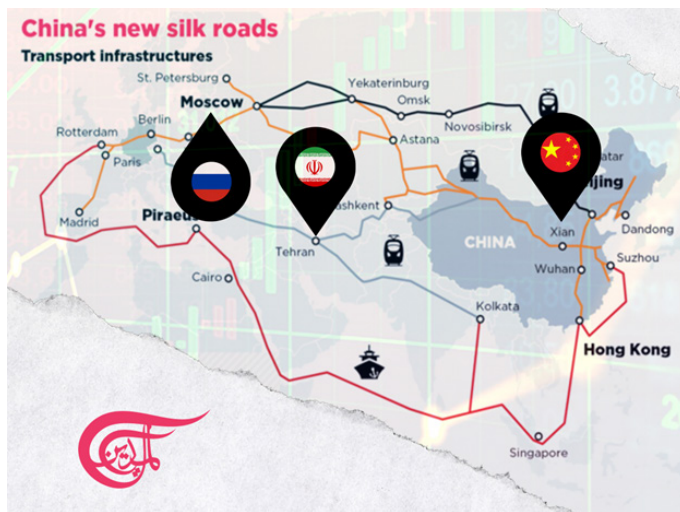 China's new silk roads
Transport infrastructures
St. Petersburg
Yekaterinburg
Moscow
Omsk
Berlin
Novosibirsk
Rotterdam
Astana
Paris
Madrid
Piraeus
Tehran
CHINA
Xian
Dandong
Cairo
Wuhan
Suzhou
Kolkata
Hong Kong
Singapore
الميادين